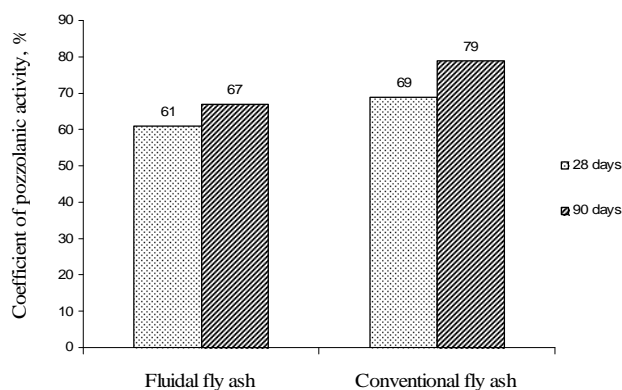 Coefficient of pozzolanic activity, %
90
80
70
60
50
40
30
20
10
0
61
67
69
79
Fluidal fly ash
Conventional fly ash
28 days
90 days